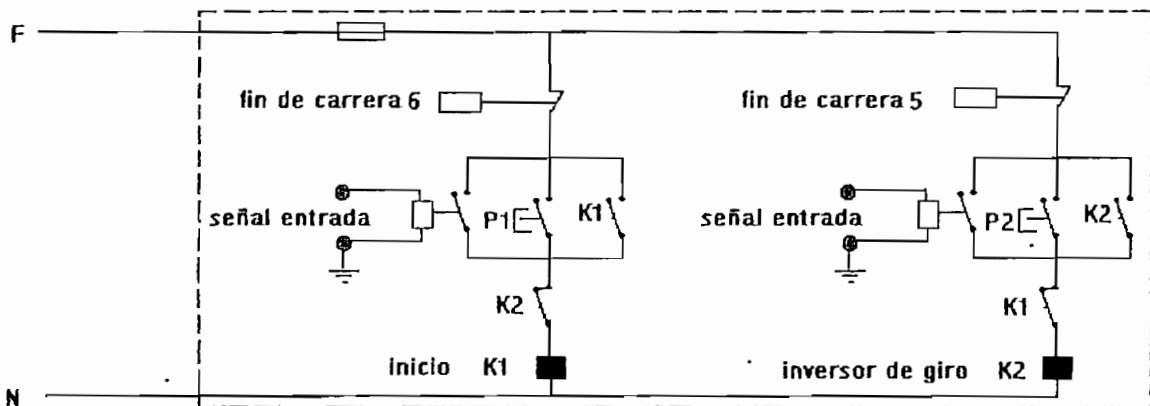 F
fin de carrera 6
fin de carrera 5
señal entrada
P1
K1
señal entrada
P2
K2
K2
K1
inicio K1
inversor de giro K2
N